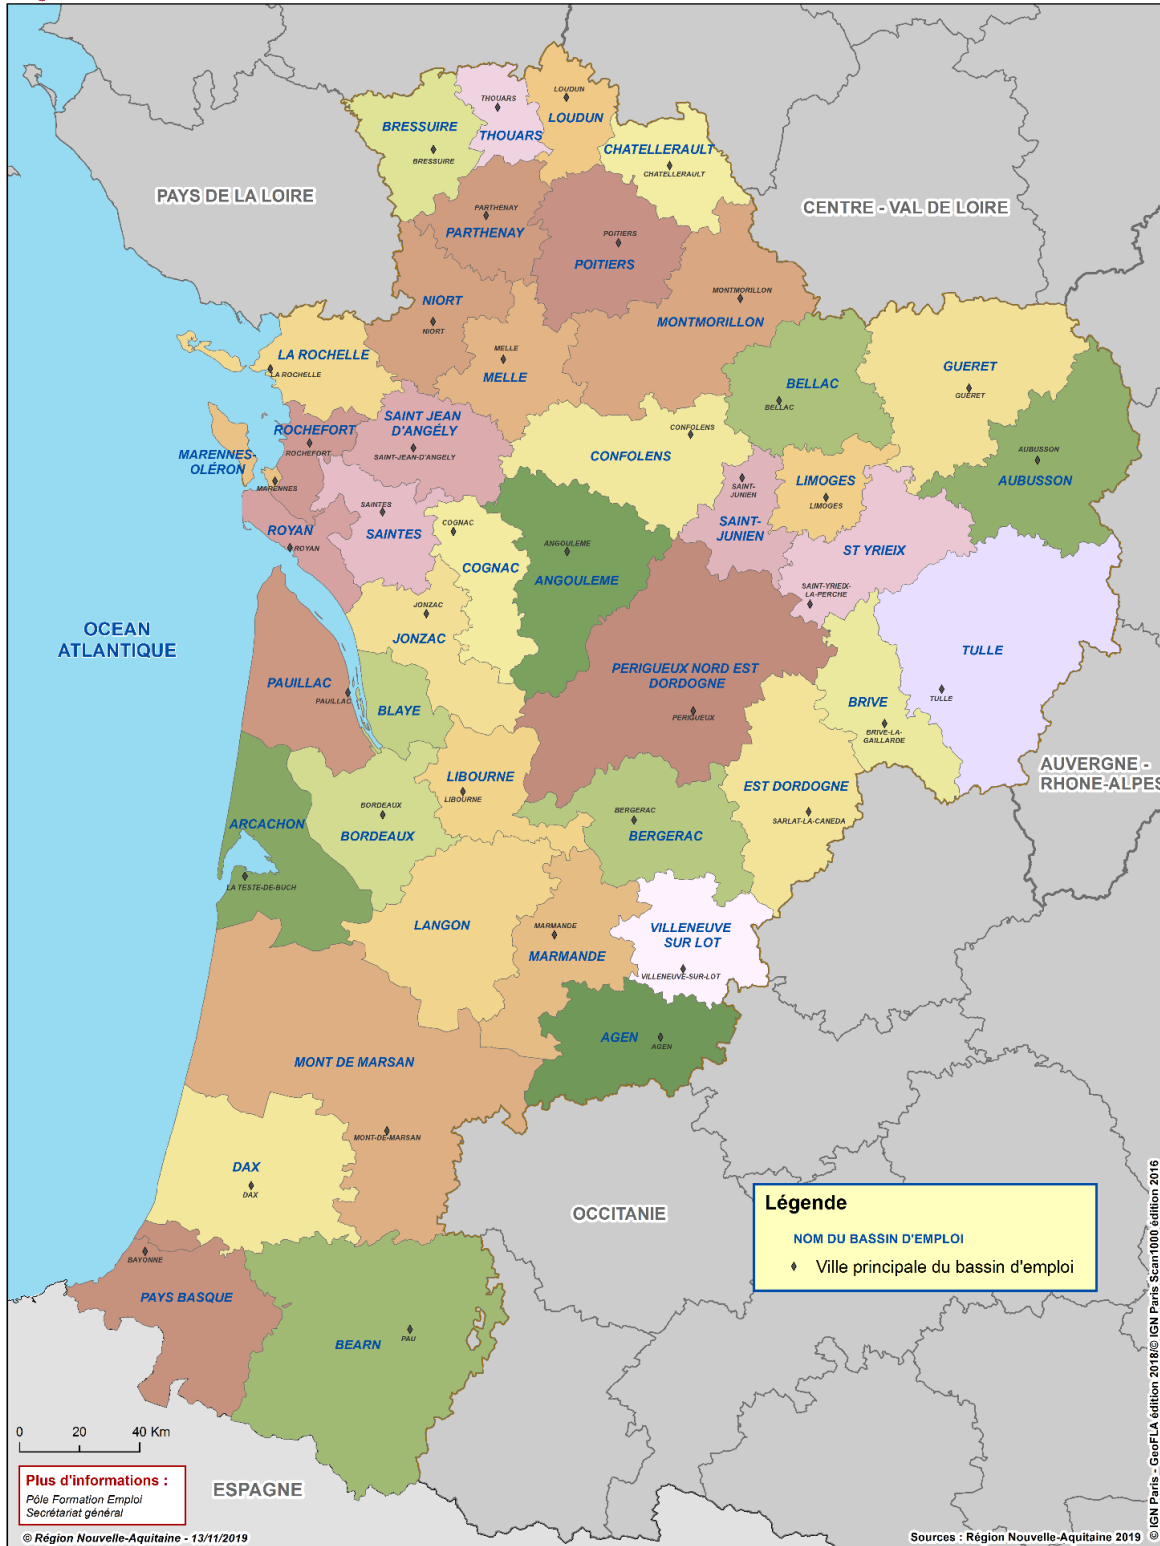 THOUARS
LOUDUN
BRESSUIRE
THOUARS
LOUDUN
BRESSUIRE
CHATELLERAULT
CHATELLERAULT
PAYS DE LA LOIRE
CENTRE - VAL DE LOIRE
PARTHENAY
PARTHENAY
POITIERS
POITIERS
MONTMORILLON
MONTMORILLON
NIORT
NIORT
MELLE
MELLE
LA ROCHELLE
LA ROCHELLE
BELLAC
BELLAC
GUERET
GUERET
SAINT JEAN
D'ANGÉLY
SAINT-JEAN-D'ANGELY
ROCHEFORT
ROCHEFORT
MARENNES-
OLÉRON
MARENNES
CONFOLENS
CONFOLENS
AUBUSSON
AUBUSSON
LIMOGES
LIMOGES
SAINT-
JUNIEN
SAINT-
JUNIEN
SAINTES
SAINTES
ROYAN
ROYAN
COGNAC
COGNAC
ANGOULEME
ANGOULEME
ST YRIEIX
SAINT-YRIEIX-
LA-PERCHE
JONZAC
JONZAC
OCEAN
ATLANTIQUE
PERIGUEUX NORD EST
DORDOGNE
PERIGUEUX
TULLE
TULLE
PAUILLAC
PAUILLAC
BLAYE
BRIVE
BRIVE-LA-
GAILLARDE
AUVERGNE -
RHONE-ALPES
LIBOURNE
LIBOURNE
EST DORDOGNE
SARLAT-LA-CANEDA
BORDEAUX
BORDEAUX
ARCACHON
LA TESTE-DE-BUCH
BERGERAC
BERGERAC
LANGON
MARMANDE
MARMANDE
VILLENEUVE
SUR LOT
VILLENEUVE-SUR-LOT
AGEN
AGEN
MONT DE MARSAN
MONT-DE-MARSAN
DAX
DAX
OCCITANIE
Légende
NOM DU BASSIN D'EMPLOI
Ville principale du bassin d'emploi
BAYONNE
PAYS BASQUE
BEARN
PAU
0 20 40 Km
Plus d'informations :
Pôle Formation Emploi
Secrétariat général
ESPAGNE
© Région Nouvelle-Aquitaine - 13/11/2019
Sources : Région Nouvelle-Aquitaine 2019
© IGN Paris - GeoFLA édition 2018/© IGN Paris Scan1000 édition 2016